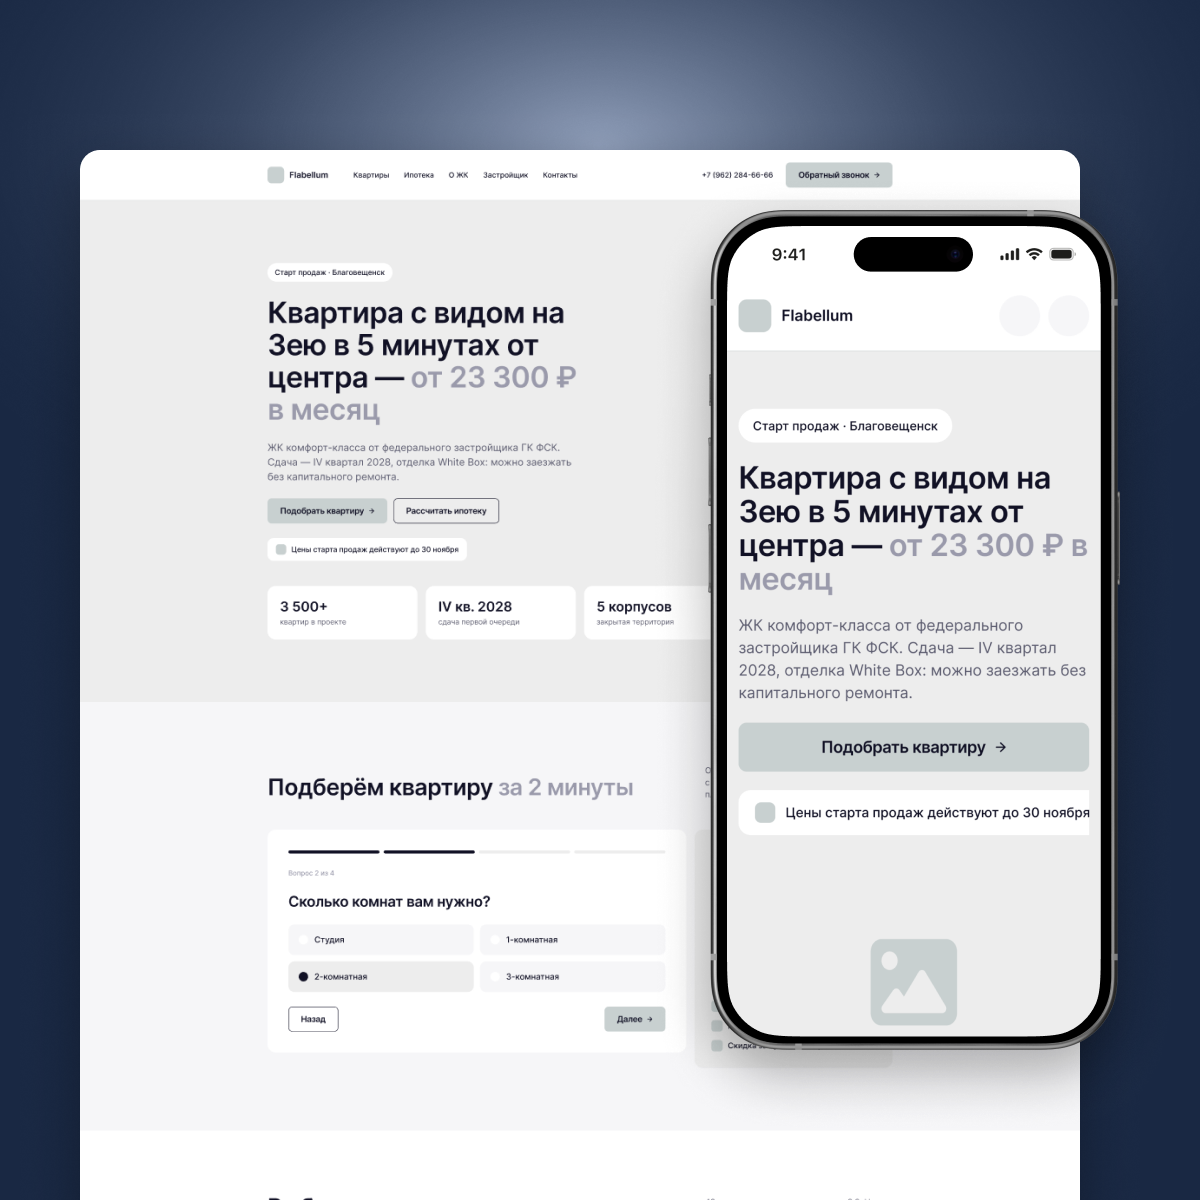 Flabellum
Квартиры
Ипотека
О ЖК
Застройщик
Контакты
+7 (962) 284-66-66
Обратный звонок →
Старт продаж · Благовещенск
Квартира с видом на
Зею в 5 минутах от
центра — от 23 300 ₽
в месяц
ЖК комфорт-класса от федерального застройщика ГК ФСК.
Сдача — IV квартал 2028, отделка White Box: можно заезжать
без капитального ремонта.
Подобрать квартиру →
Рассчитать ипотеку
Цены старта продаж действуют до 30 ноября
3 500+
квартир в проекте
IV кв. 2028
сдача первой очереди
5 корпусов
закрытая территория
Подберём квартиру за 2 минуты
Вопрос 2 из 4
Сколько комнат вам нужно?
Студия
1-комнатная
2-комнатная
3-комнатная
Назад
Далее →
9:41
Flabellum
Старт продаж · Благовещенск
Квартира с видом на
Зею в 5 минутах от
центра — от 23 300 ₽ в
месяц
ЖК комфорт-класса от федерального
застройщика ГК ФСК. Сдача — IV квартал
2028, отделка White Box: можно заезжать без
капитального ремонта.
Подобрать квартиру →
Цены старта продаж действуют до 30 ноября